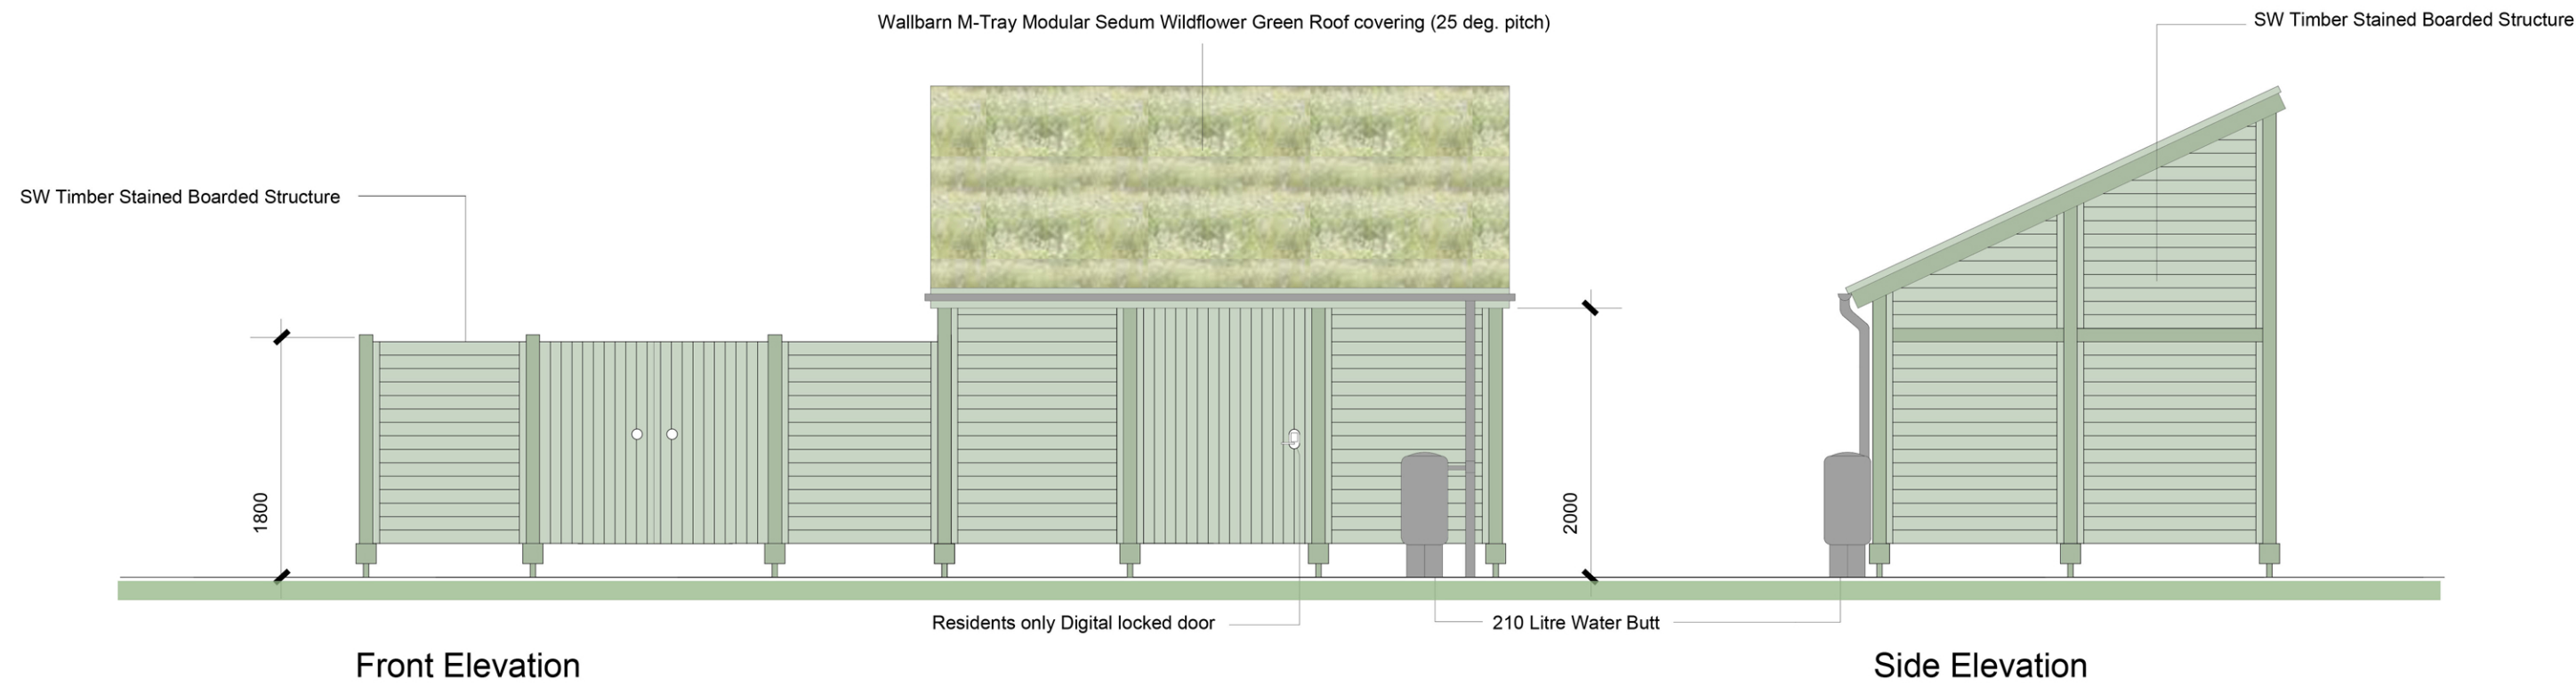 Wallbarn M-Tray Modular Sedum Wildflower Green Roof covering (25 deg. pitch)
SW Timber Stained Boarded Structure
SW Timber Stained Boarded Structure
1800
2000
Residents only Digital locked door
210 Litre Water Butt
Front Elevation
Side Elevation